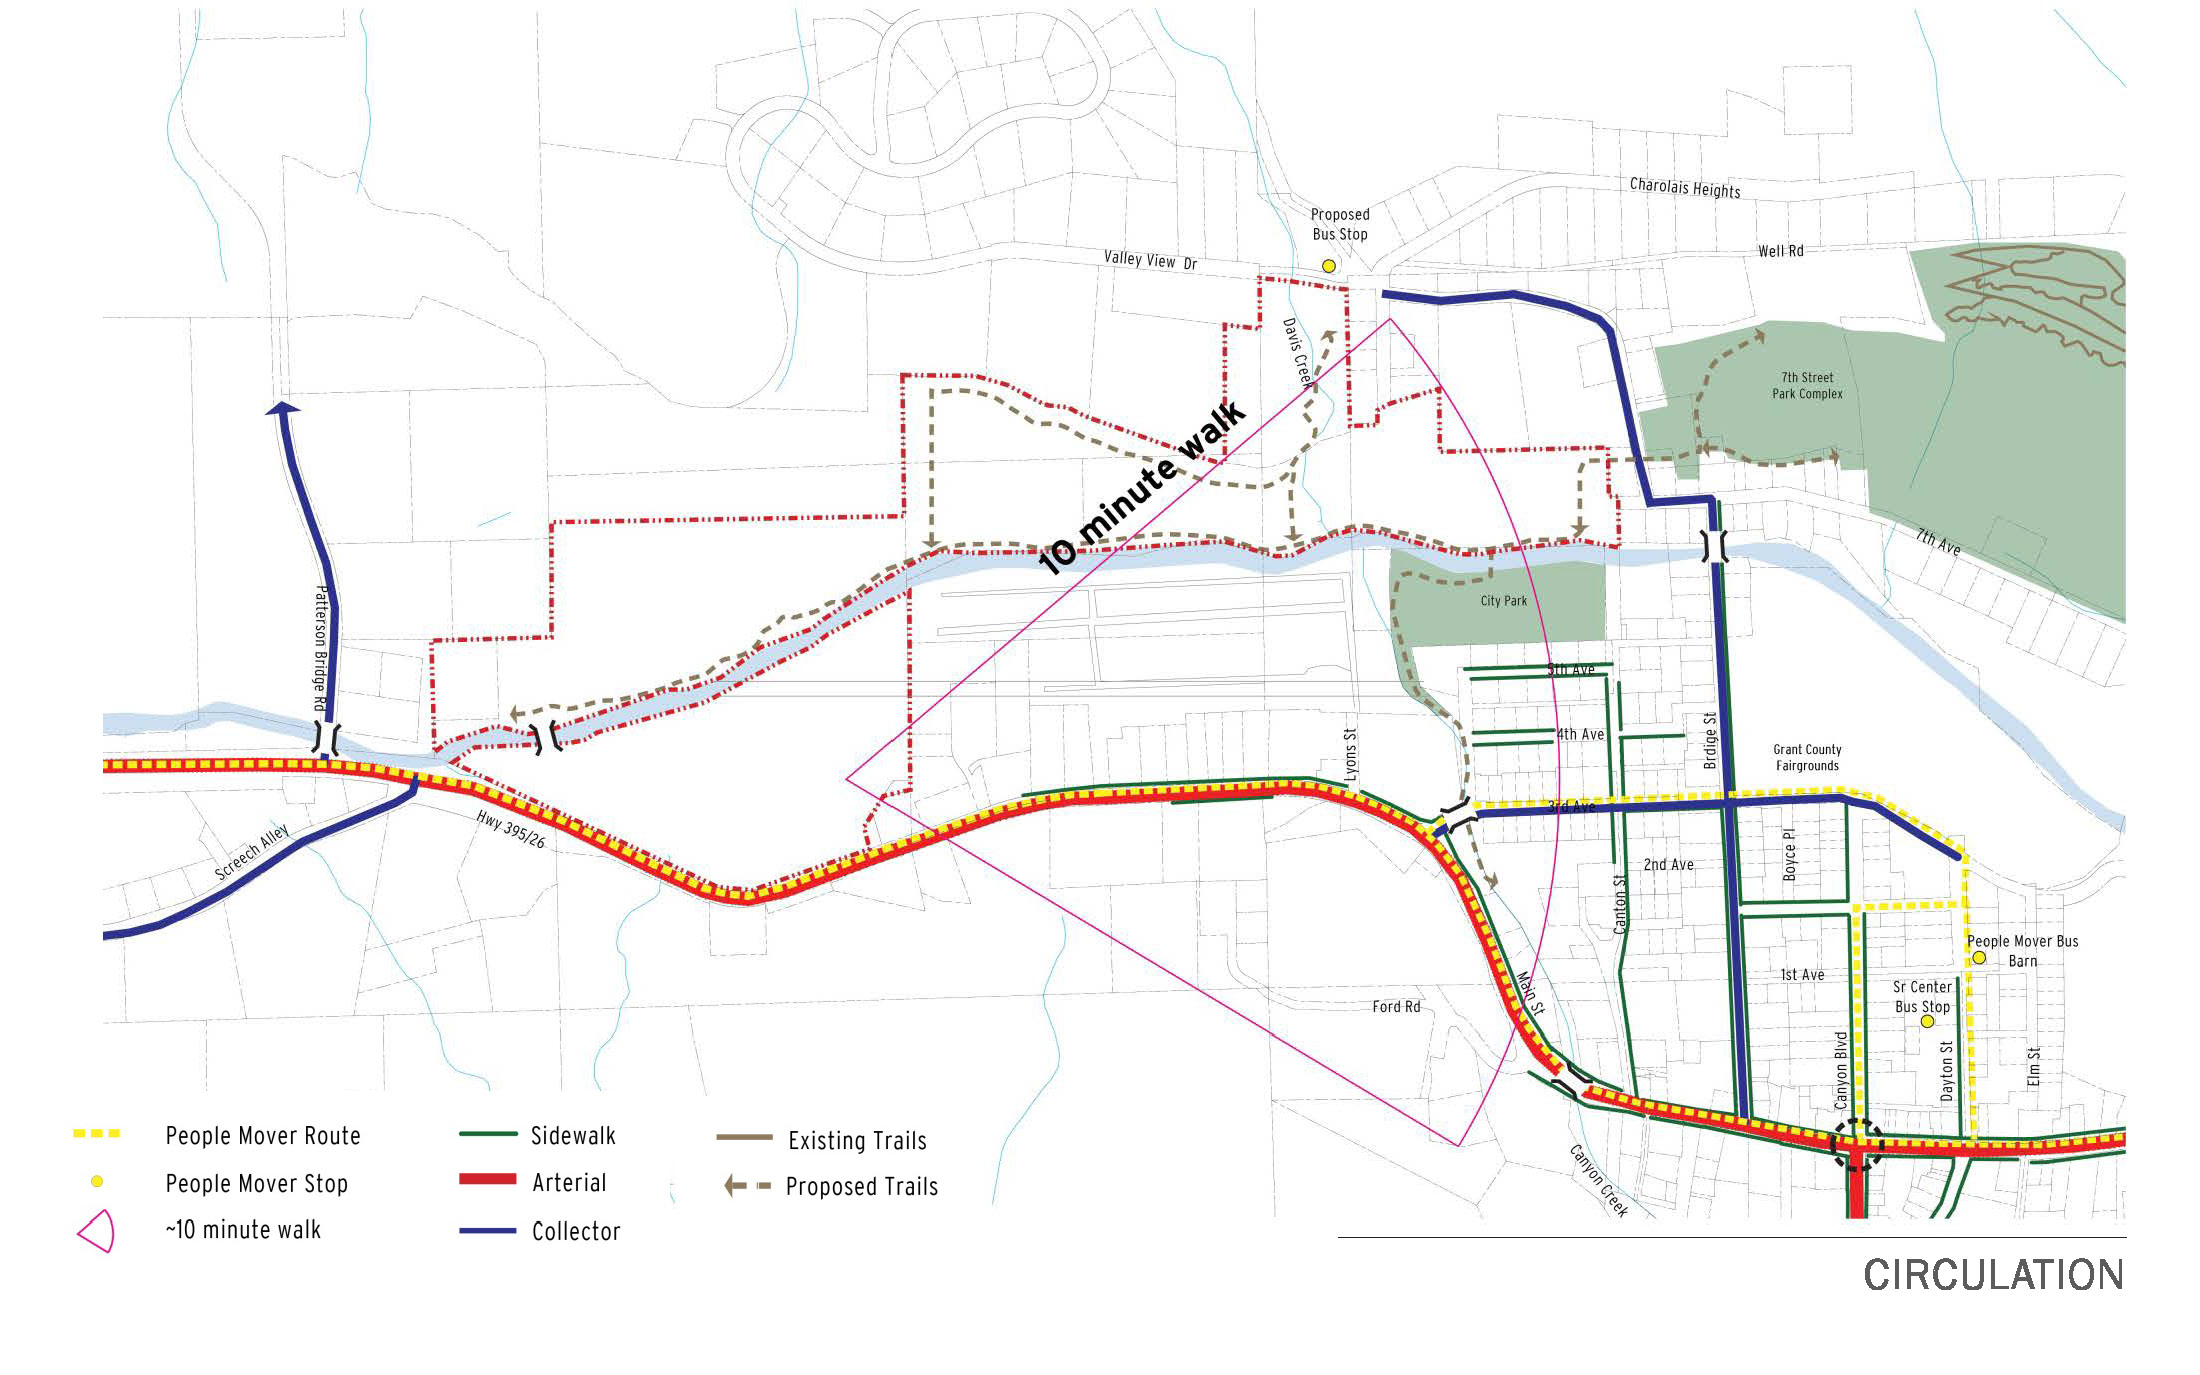 Charolais Heights
Proposed
Bus Stop
Well Rd
Valley View Dr
Davis Creek
7th Street
Park Complex
10 minute walk
7th Ave
Patterson Bridge Rd
City Park
5th Ave
4th Ave
Lyons St
Brdige St
Grant County
Fairgrounds
3rd Ave
Hwy 395/26
Screech Alley
2nd Ave
Boyce Pl
Canton St
People Mover Bus
Barn
1st Ave
Sr Center
Bus Stop
Main St
Ford Rd
Canyon Blvd
Dayton St
Elm St
Canyon Creek
People Mover Route
People Mover Stop
~10 minute walk
Sidewalk
Arterial
Collector
Existing Trails
Proposed Trails
CIRCULATION